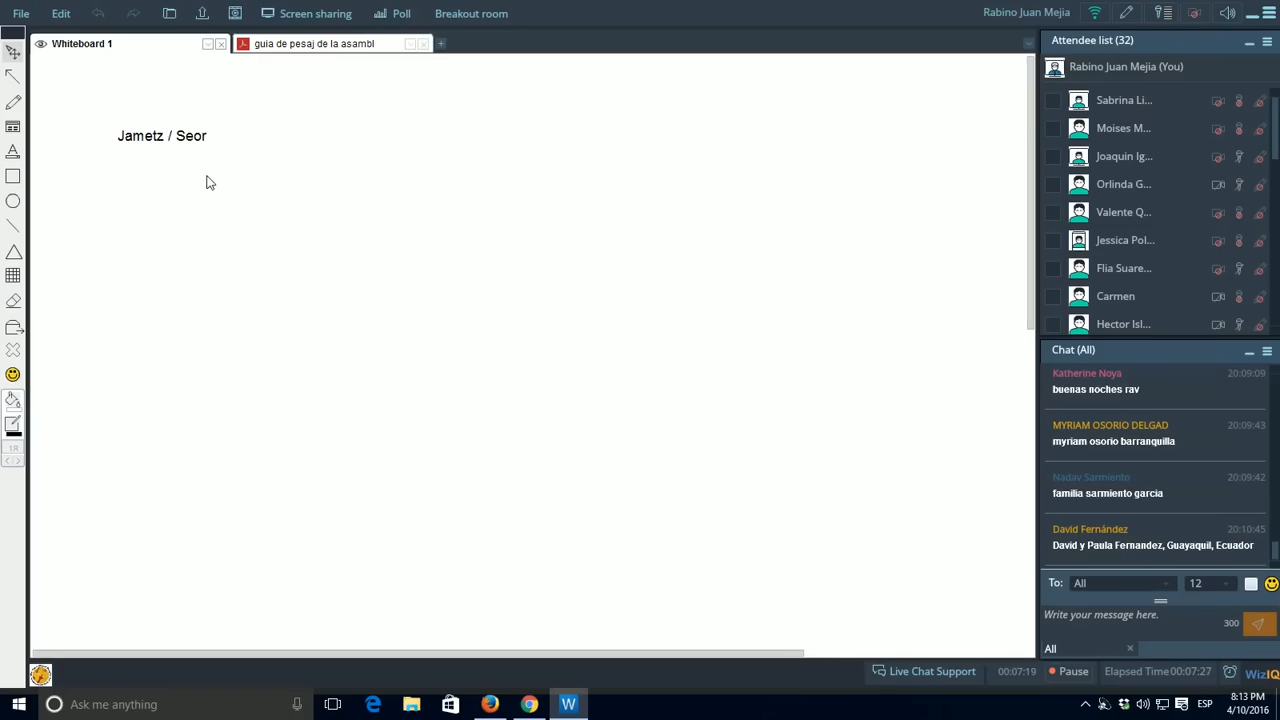 File Edit Screen sharing Poll Breakout room Rabino Juan Mejia
Whiteboard 1 guia de pesaj de la asambl
Jametz / Seor
Attendee list (32)
Rabino Juan Mejia (You)
Sabrina Li...
Moises M...
Joaquin Ig...
Orlinda G...
Valente Q...
Jessica Pol...
Flia Suare...
Carmen
Hector Isl...
Chat (All)
Katherine Noya 20:09:09
buenas noches rav
MYRIAM OSORIO DELGAD 20:09:43
myriam osorio barranquilla
Nadav Sarmiento 20:09:42
familia sarmiento garcia
David Fernández 20:10:45
David y Paula Fernandez, Guayaquil, Ecuador
To: All 12
Write your message here.
300
All
1R
Live Chat Support 00:07:19 Pause Elapsed Time 00:07:27 WizIQ
Ask me anything
ESP
8:13 PM
4/10/2016